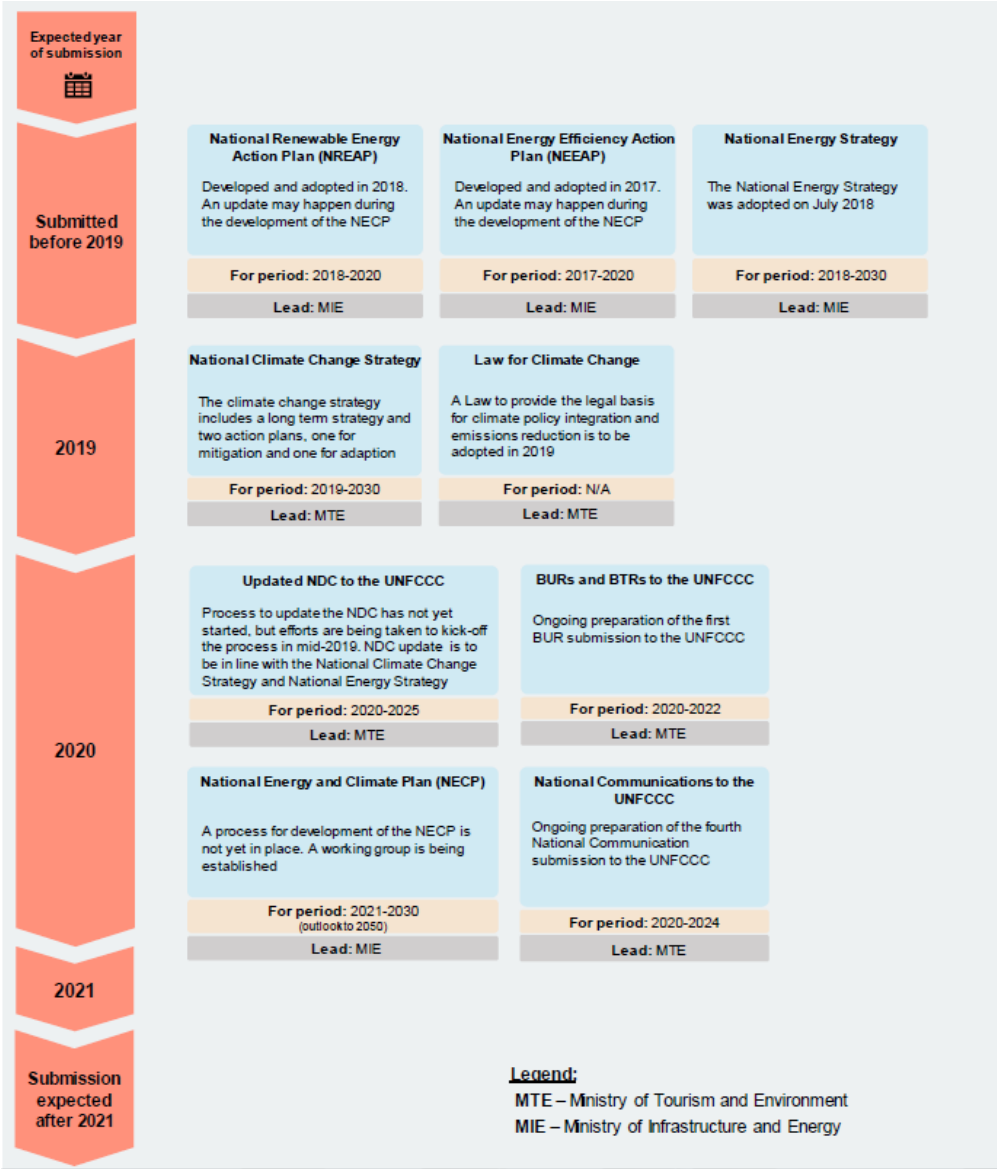 Expected year
of submission
Submitted
before 2019
National Renewable Energy
Action Plan (NREAP)
Developed and adopted in 2018.
An update may happen during
the development of the NECP
For period: 2018-2020
Lead: MIE
National Energy Efficiency Action
Plan (NEEAP)
Developed and adopted in 2017.
An update may happen during
the development of the NECP
For period: 2017-2020
Lead: MIE
National Energy Strategy
The National Energy Strategy
was adopted on July 2018
For period: 2018-2030
Lead: MIE
2019
National Climate Change Strategy
The climate change strategy
includes a long term strategy and
two action plans, one for
mitigation and one for adaption
For period: 2019-2030
Lead: MTE
Law for Climate Change
A Law to provide the legal basis
for climate policy integration and
emissions reduction is to be
adopted in 2019
For period: N/A
Lead: MTE
2020
Updated NDC to the UNFCCC
Process to update the NDC has not yet
started, but efforts are being taken to kick-off
the process in mid-2019. NDC update is to
be in line with the National Climate Change
Strategy and National Energy Strategy
For period: 2020-2025
Lead: MTE
BURs and BTRs to the UNFCCC
Ongoing preparation of the first
BUR submission to the UNFCCC
For period: 2020-2022
Lead: MTE
National Energy and Climate Plan (NECP)
A process for development of the NECP is
not yet in place. A working group is being
established
For period: 2021-2030
(outlook to 2050)
Lead: MIE
National Communications to the
UNFCCC
Ongoing preparation of the fourth
National Communication
submission to the UNFCCC
For period: 2020-2024
Lead: MTE
2021
Submission
expected
after 2021
Legend:
MTE – Ministry of Tourism and Environment
MIE – Ministry of Infrastructure and Energy